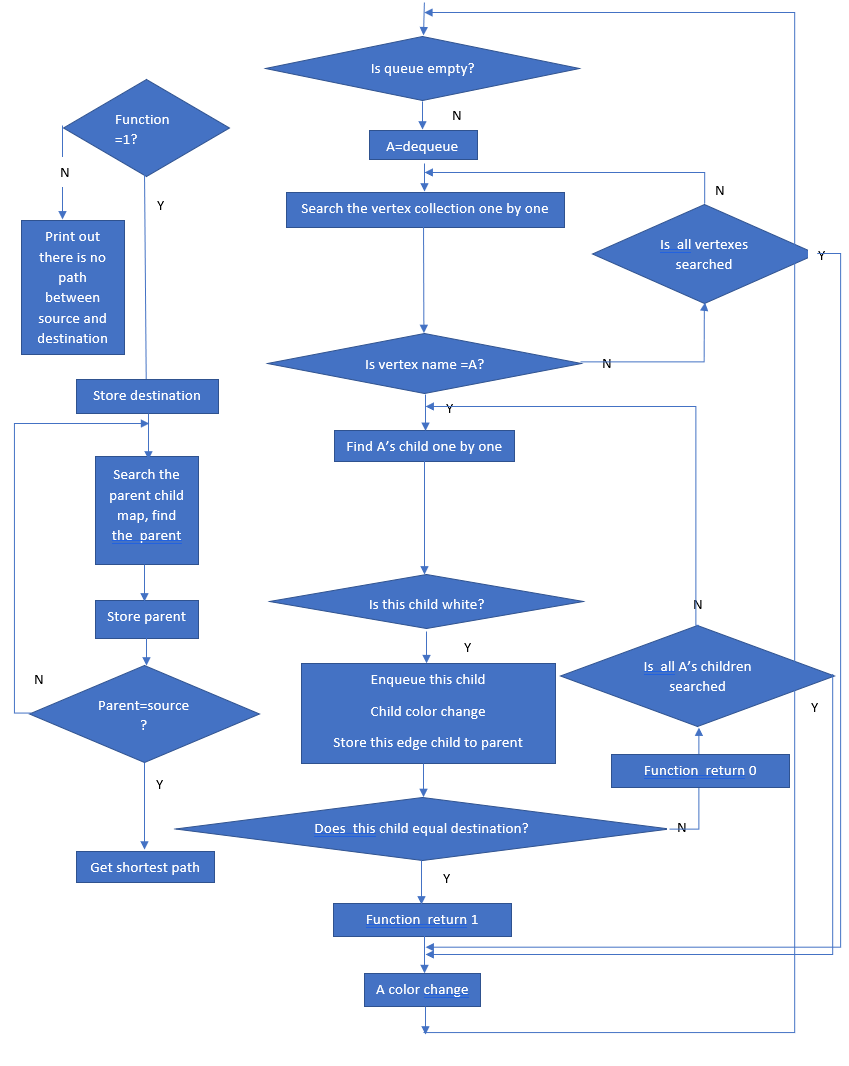 Function
=1?
N
Y
Print out
there is no
path
between
source and
destination
Store destination
Search the
parent child
map, find
the parent
Store parent
N
Parent=source
?
Y
Get shortest path
Is queue empty?
N
A=dequeue
Search the vertex collection one by one
N
Is all vertexes
searched
Y
Is vertex name =A?
N
Y
Find A's child one by one
Is this child white?
Y
Enqueue this child
Child color change
Store this edge child to parent
N
Is all A's children
searched
Y
Function return 0
Does this child equal destination?
N
Y
Function return 1
A color change